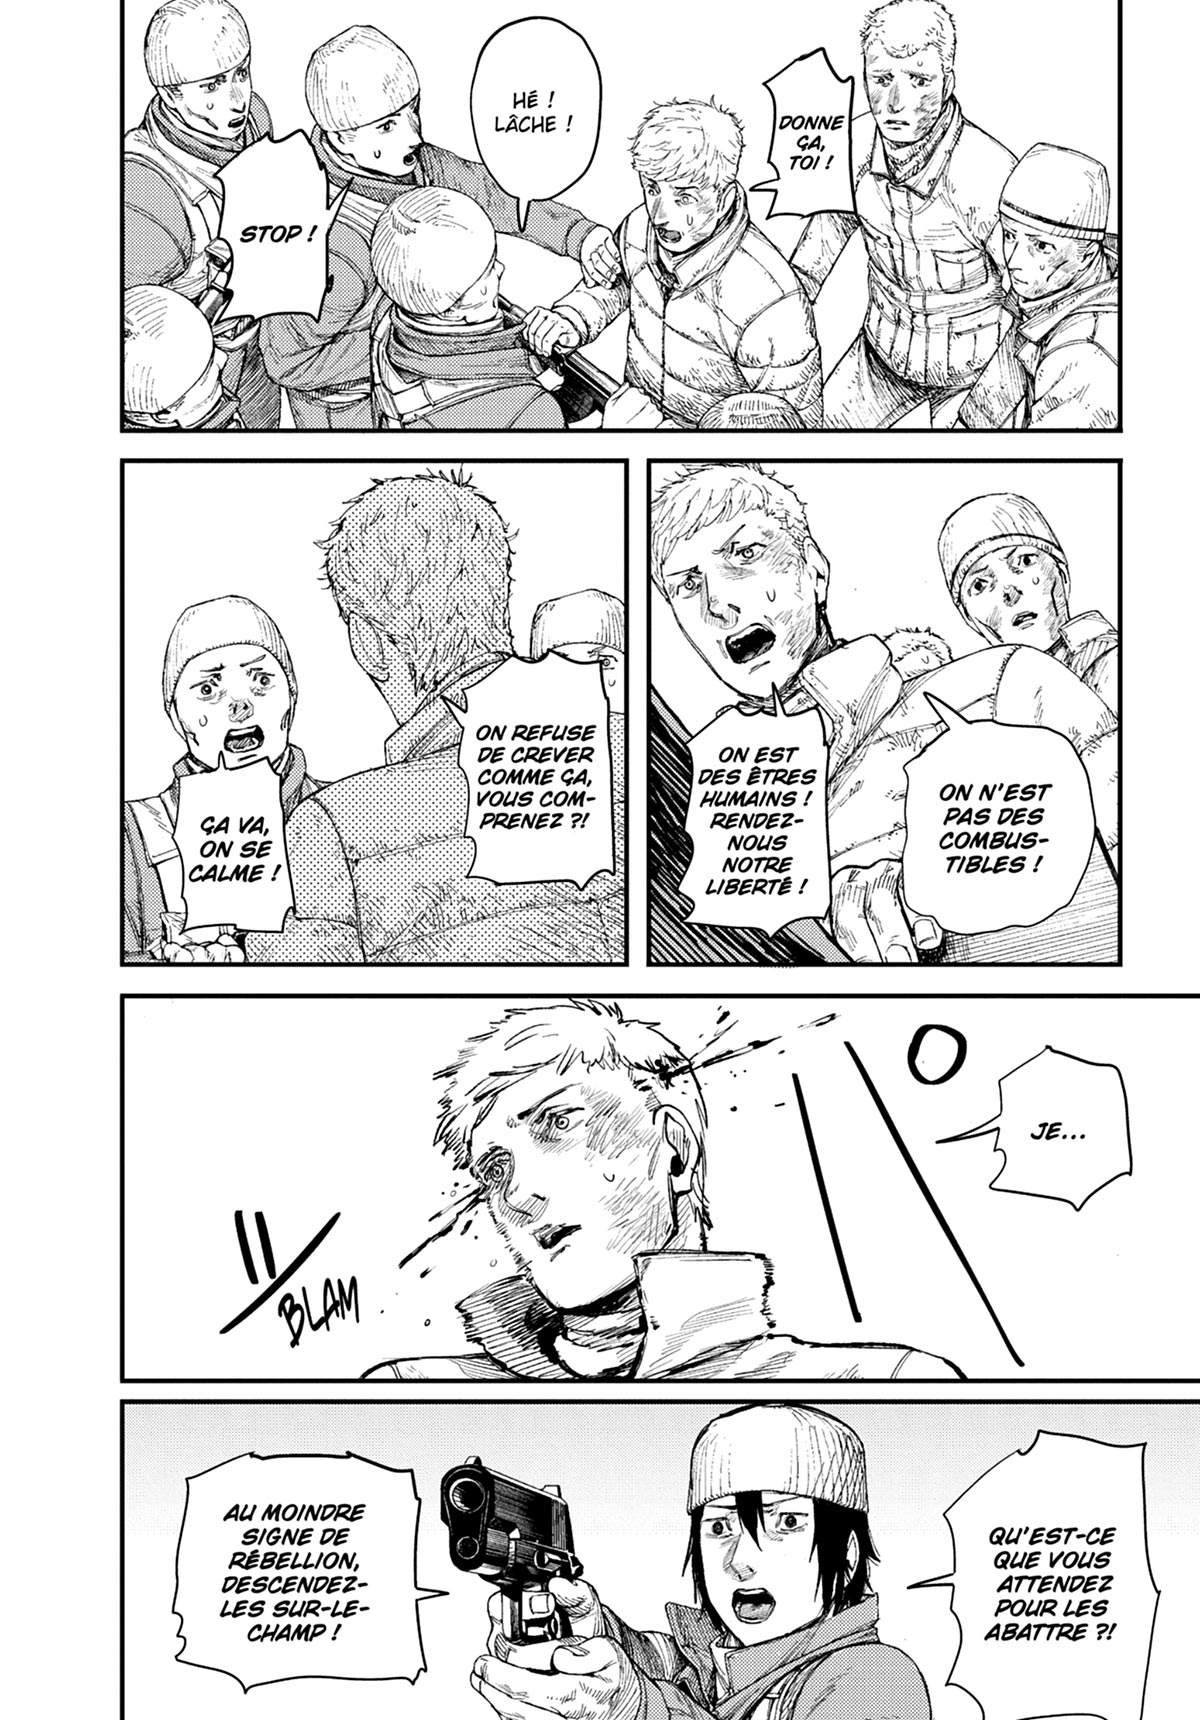 DONNE
ÇA,
TOI !
HÉ !
LÂCHE !
STOP !
ON N'EST
PAS DES
COMBUS-
TIBLES !
ON EST
DES ÊTRES
HUMAINS !
RENDEZ-
NOUS
NOTRE
LIBERTÉ !
ON REFUSE
DE CREVER
COMME ÇA,
VOUS COM-
PRENEZ ?!
ÇA VA,
ON SE
CALME !
JE...
BLAM
QU'EST-CE
QUE VOUS
ATTENDEZ
POUR LES
ABATTRE ?!
AU MOINDRE
SIGNE DE
RÉBELLION,
DESCENDEZ-
LES SUR-LE-
CHAMP !